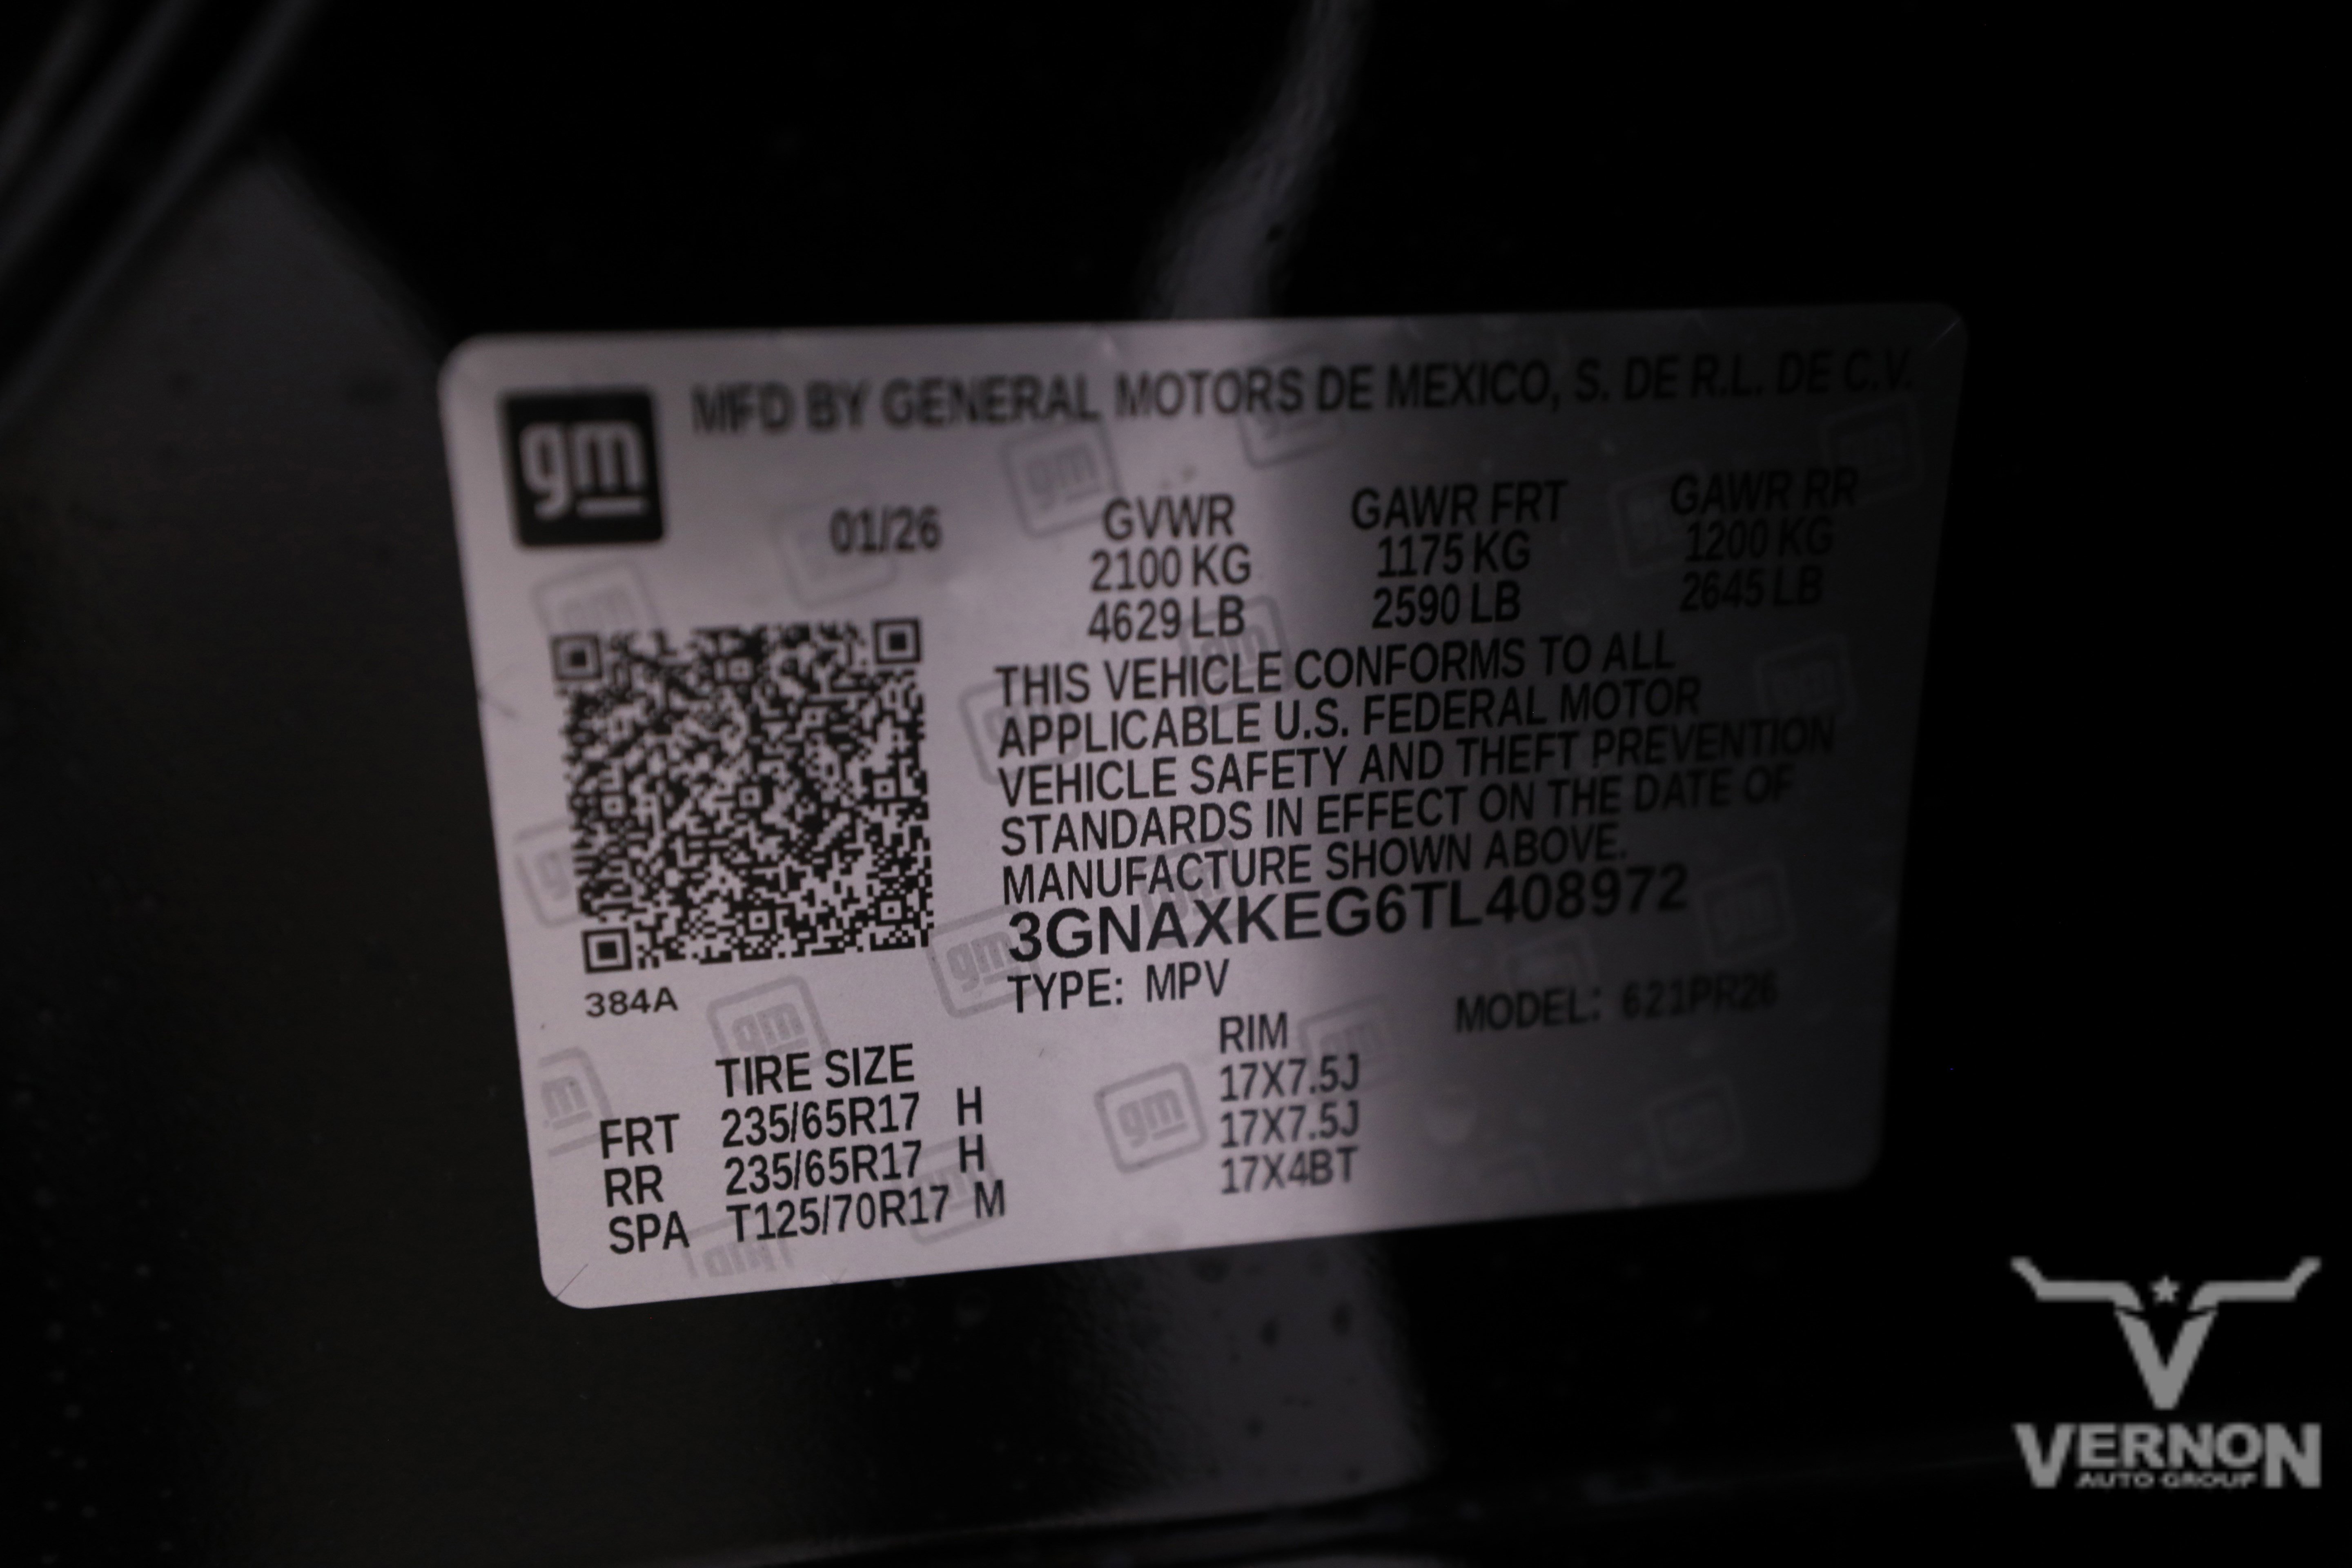 gm
MFD BY GENERAL MOTORS DE MEXICO, S. DE R.L. DE C.V.
01/26
GVWR GAWR FRT GAWR RR
2100 KG 1175 KG 1200 KG
4629 LB 2590 LB 2645 LB
THIS VEHICLE CONFORMS TO ALL
APPLICABLE U.S. FEDERAL MOTOR
VEHICLE SAFETY AND THEFT PREVENTION
STANDARDS IN EFFECT ON THE DATE OF
MANUFACTURE SHOWN ABOVE.
3GNAXKEG6TL408972
384A
TYPE: MPV MODEL: 621PR26
TIRE SIZE RIM
FRT 235/65R17 H 17X7.5J
RR 235/65R17 H 17X7.5J
SPA T125/70R17 M 17X4BT
VERNON
AUTO GROUP